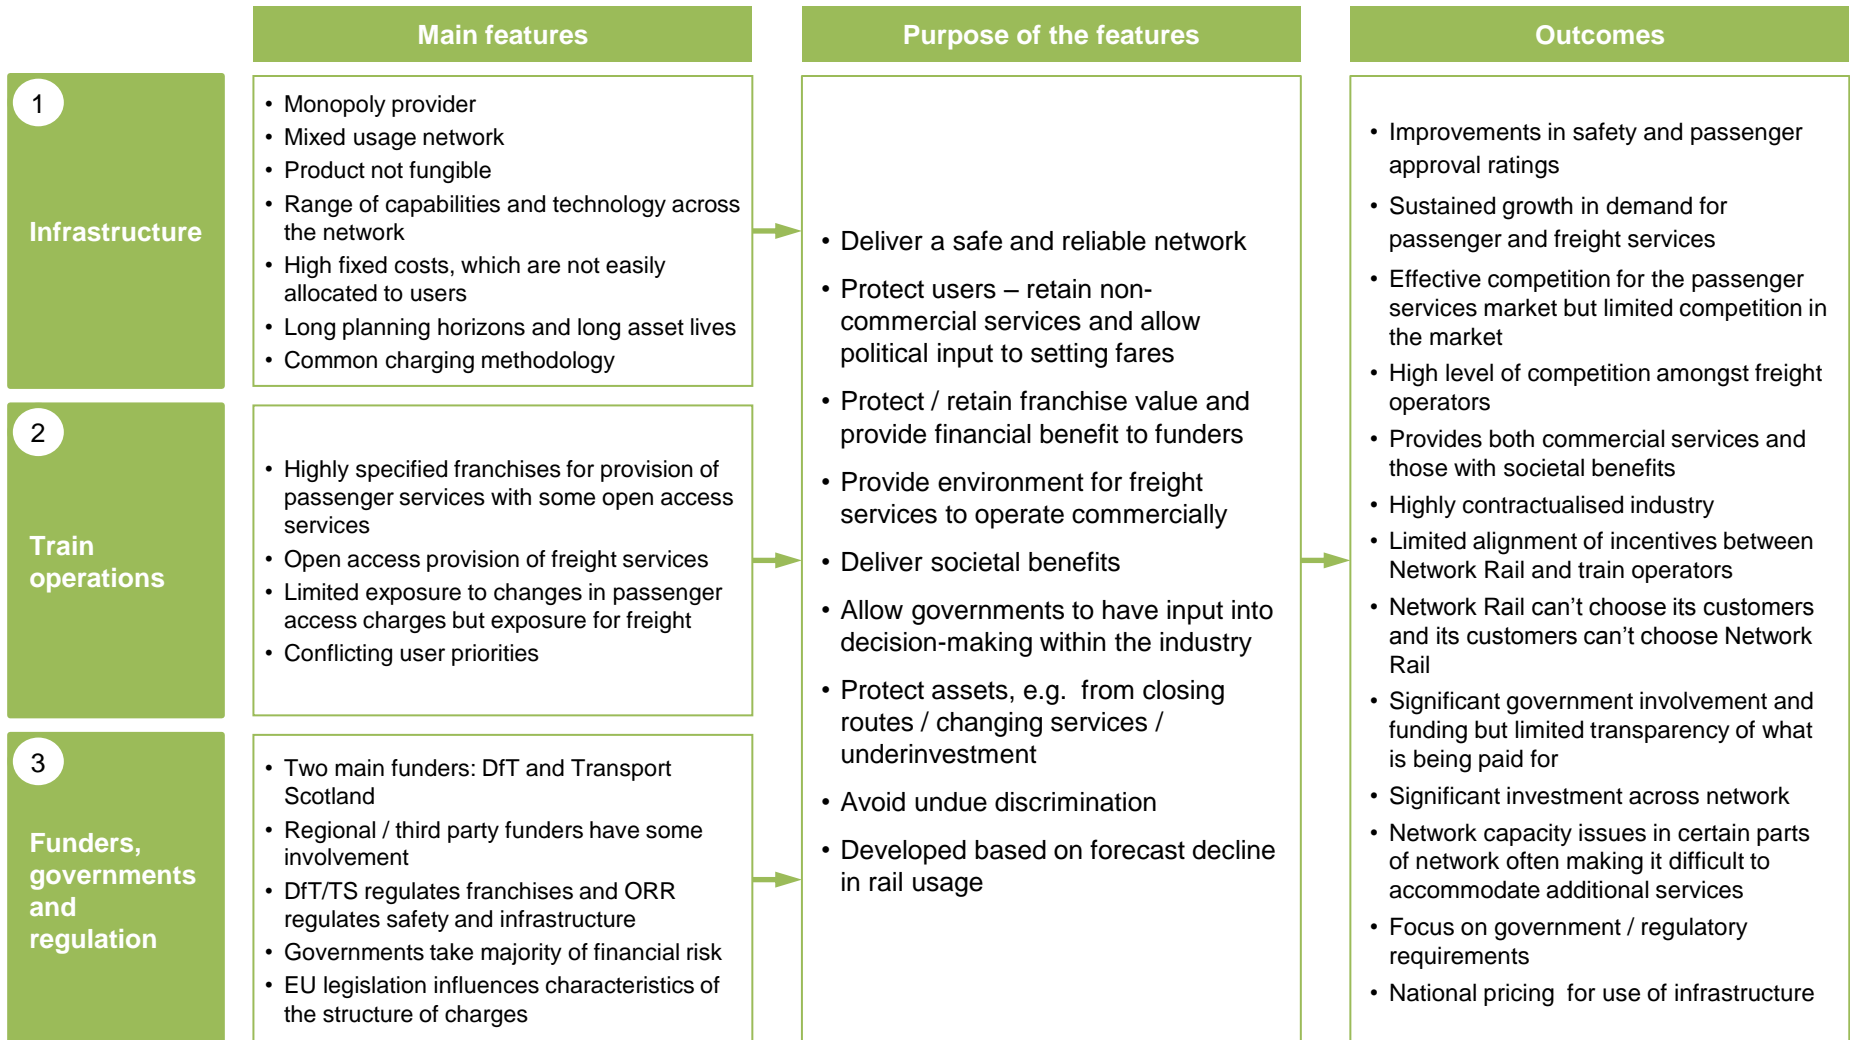 Main features
Purpose of the features
Outcomes
1
Infrastructure
• Monopoly provider
• Mixed usage network
• Product not fungible
• Range of capabilities and technology across
the network
• High fixed costs, which are not easily
allocated to users
• Long planning horizons and long asset lives
• Common charging methodology
2
Train
operations
• Highly specified franchises for provision of
passenger services with some open access
services
• Open access provision of freight services
• Limited exposure to changes in passenger
access charges but exposure for freight
• Conflicting user priorities
3
Funders,
governments
and
regulation
• Two main funders: DfT and Transport
Scotland
• Regional / third party funders have some
involvement
• DfT/TS regulates franchises and ORR
regulates safety and infrastructure
• Governments take majority of financial risk
• EU legislation influences characteristics of
the structure of charges
• Deliver a safe and reliable network
• Protect users – retain non-
commercial services and allow
political input to setting fares
• Protect / retain franchise value and
provide financial benefit to funders
• Provide environment for freight
services to operate commercially
• Deliver societal benefits
• Allow governments to have input into
decision-making within the industry
• Protect assets, e.g. from closing
routes / changing services /
underinvestment
• Avoid undue discrimination
• Developed based on forecast decline
in rail usage
• Improvements in safety and passenger
approval ratings
• Sustained growth in demand for
passenger and freight services
• Effective competition for the passenger
services market but limited competition in
the market
• High level of competition amongst freight
operators
• Provides both commercial services and
those with societal benefits
• Highly contractualised industry
• Limited alignment of incentives between
Network Rail and train operators
• Network Rail can’t choose its customers
and its customers can’t choose Network
Rail
• Significant government involvement and
funding but limited transparency of what
is being paid for
• Significant investment across network
• Network capacity issues in certain parts
of network often making it difficult to
accommodate additional services
• Focus on government / regulatory
requirements
• National pricing for use of infrastructure